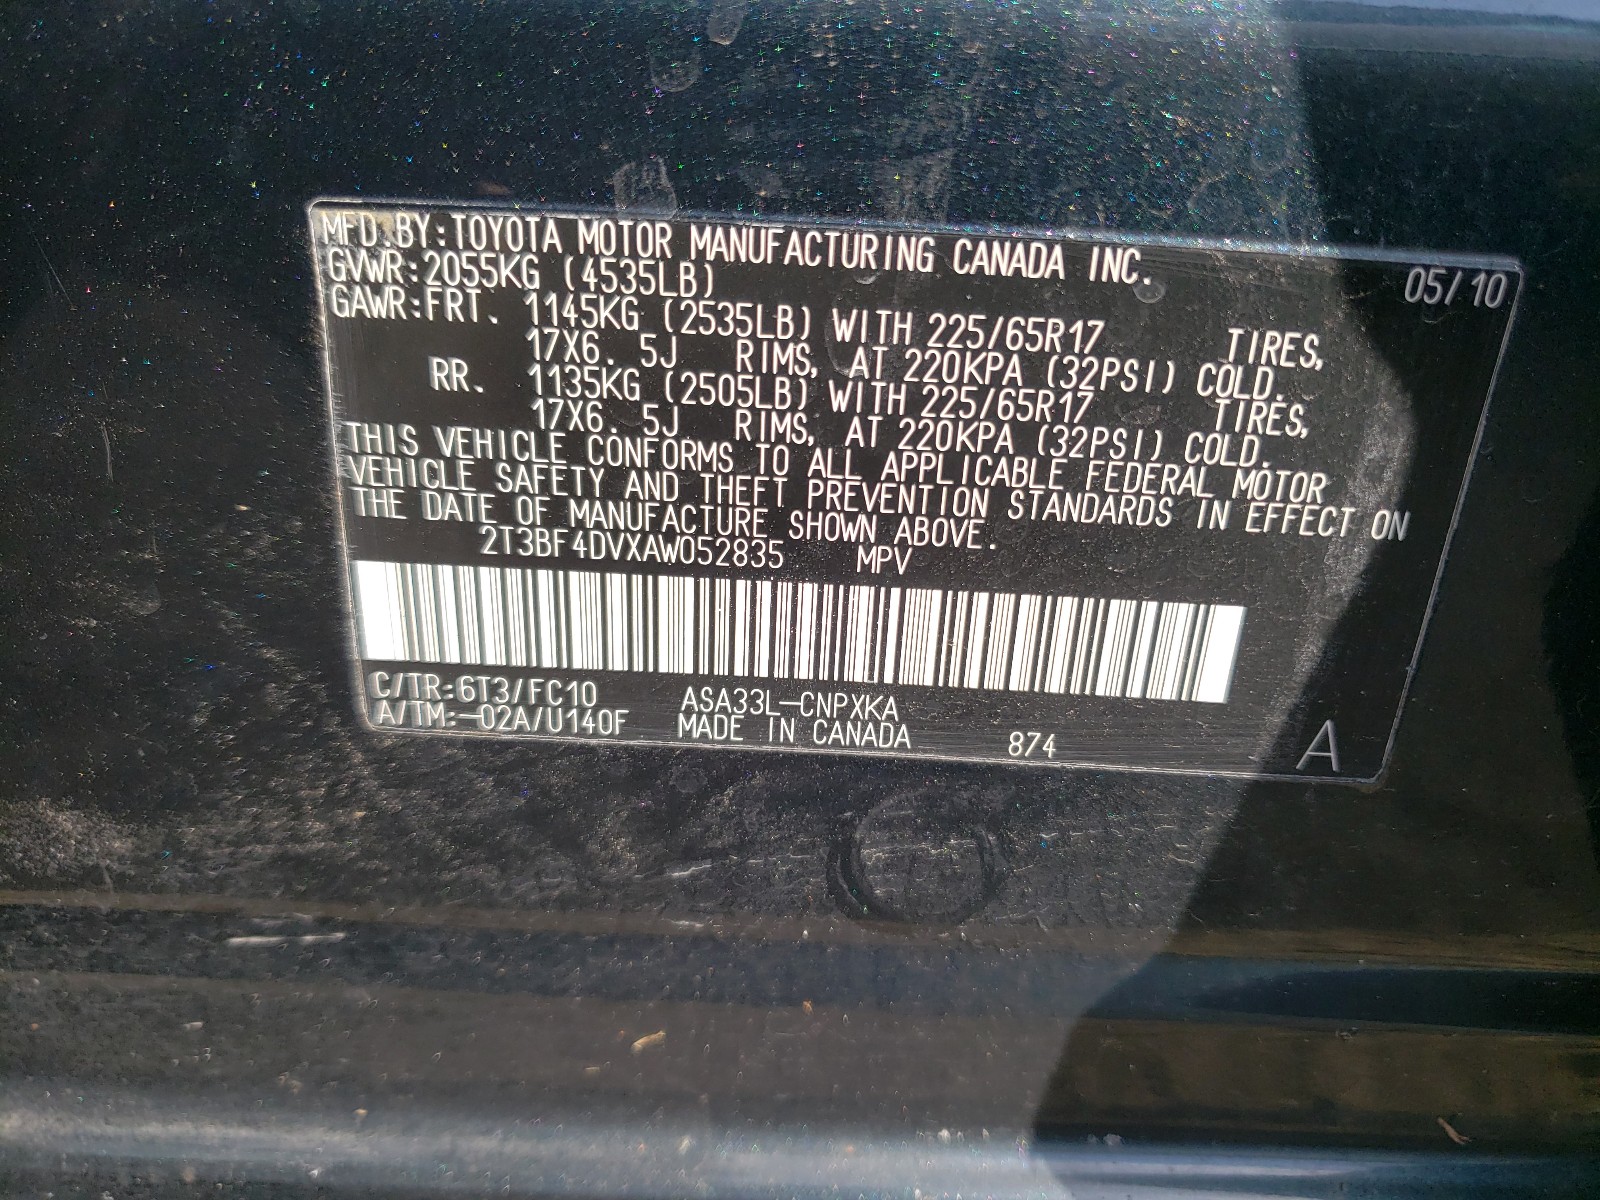 MFD.BY:TOYOTA MOTOR MANUFACTURING CANADA INC. 05/10
GVWR:2055KG (4535LB)
GAWR:FRT. 1145KG (2535LB) WITH 225/65R17 TIRES,
17X6. 5J RIMS, AT 220KPA (32PSI) COLD.
RR. 1135KG (2505LB) WITH 225/65R17 TIRES,
17X6. 5J RIMS, AT 220KPA (32PSI) COLD.
THIS VEHICLE CONFORMS TO ALL APPLICABLE FEDERAL MOTOR
VEHICLE SAFETY AND THEFT PREVENTION STANDARDS IN EFFECT ON
THE DATE OF MANUFACTURE SHOWN ABOVE.
2T3BF4DVXAW052835 MPV
C/TR:6T3/FC10 ASA33L-CNPXKA
A/TM:-02A/U140F MADE IN CANADA 874 A